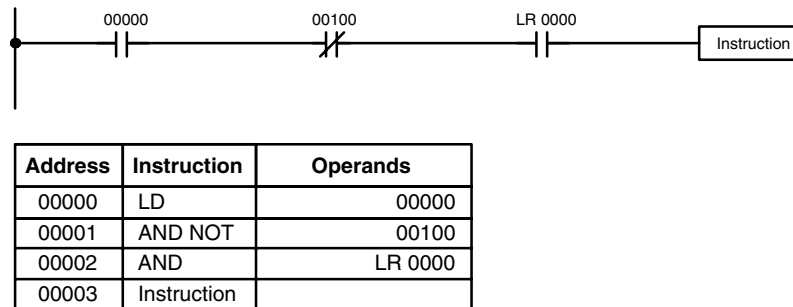 00000 00100 LR 0000
Instruction
Address Instruction Operands
00000 LD 00000
00001 AND NOT 00100
00002 AND LR 0000
00003 Instruction